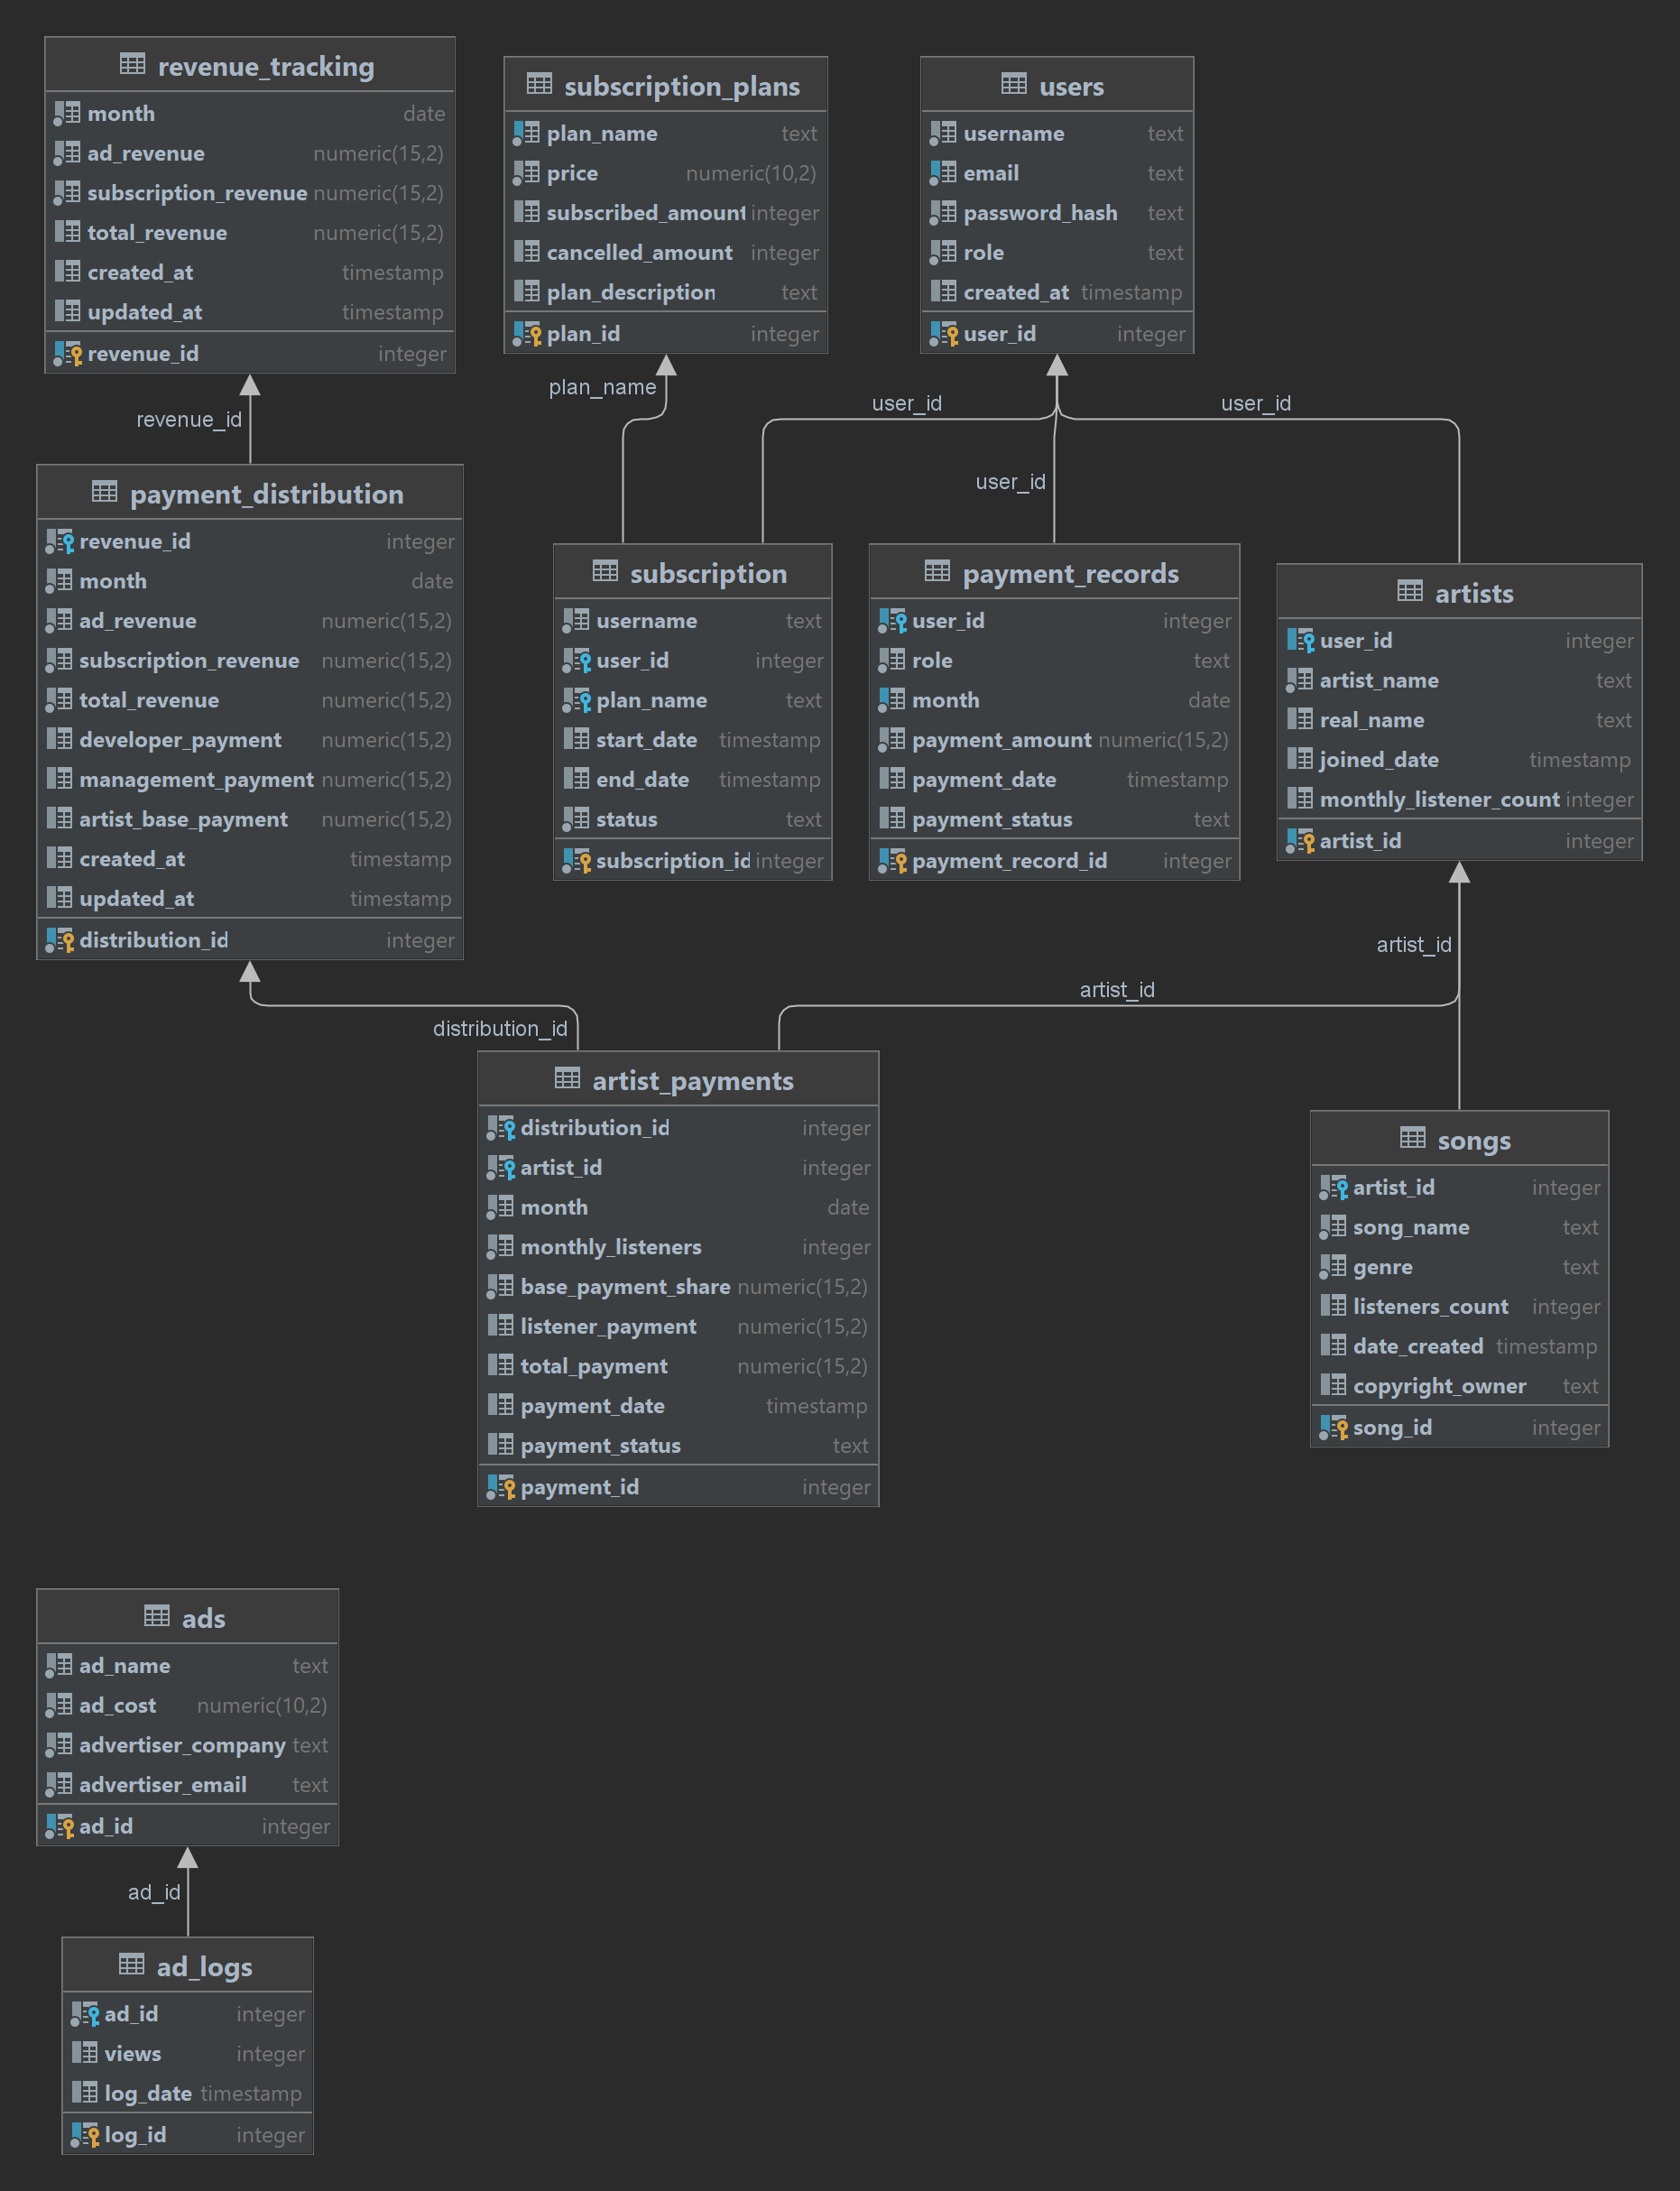 revenue_tracking
month date
ad_revenue numeric(15,2)
subscription_revenue numeric(15,2)
total_revenue numeric(15,2)
created_at timestamp
updated_at timestamp
revenue_id integer
subscription_plans
plan_name text
price numeric(10,2)
subscribed_amount integer
cancelled_amount integer
plan_description text
plan_id integer
users
username text
email text
password_hash text
role text
created_at timestamp
user_id integer
revenue_id
plan_name
user_id
user_id
user_id
payment_distribution
revenue_id integer
month date
ad_revenue numeric(15,2)
subscription_revenue numeric(15,2)
total_revenue numeric(15,2)
developer_payment numeric(15,2)
management_payment numeric(15,2)
artist_base_payment numeric(15,2)
created_at timestamp
updated_at timestamp
distribution_id integer
subscription
username text
user_id integer
plan_name text
start_date timestamp
end_date timestamp
status text
subscription_id integer
payment_records
user_id integer
role text
month date
payment_amount numeric(15,2)
payment_date timestamp
payment_status text
payment_record_id integer
artists
user_id integer
artist_name text
real_name text
joined_date timestamp
monthly_listener_count integer
artist_id integer
distribution_id
artist_id
artist_id
artist_payments
distribution_id integer
artist_id integer
month date
monthly_listeners integer
base_payment_share numeric(15,2)
listener_payment numeric(15,2)
total_payment numeric(15,2)
payment_date timestamp
payment_status text
payment_id integer
songs
artist_id integer
song_name text
genre text
listeners_count integer
date_created timestamp
copyright_owner text
song_id integer
ads
ad_name text
ad_cost numeric(10,2)
advertiser_company text
advertiser_email text
ad_id integer
ad_id
ad_logs
ad_id integer
views integer
log_date timestamp
log_id integer